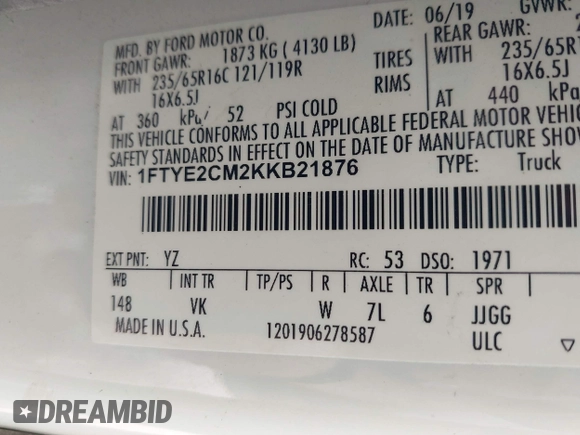 MFD. BY FORD MOTOR CO. 06/19 GVWR:
FRONT GAWR: 1873 KG ( 4130 LB) REAR GAWR:
WITH 235/65R16C 121/119R TIRES WITH 235/65R
16X6.5J RIMS 16X6.5J
AT 360 kPa/ 52 PSI COLD AT 440 kPa
THIS VEHICLE CONFORMS TO ALL APPLICABLE FEDERAL MOTOR VEHIC
SAFETY STANDARDS IN EFFECT ON THE DATE OF MANUFACTURE SHOW
VIN: 1FTYE2CM2KKB21876 TYPE: Truck
EXT PNT: YZ RC: 53 DSO: 1971
WB INT TR TP/PS R AXLE TR SPR
148 VK W 7L 6 JJGG
MADE IN U.S.A. 1201906278587 ULC
DREAMBID
DREAMBID.COM